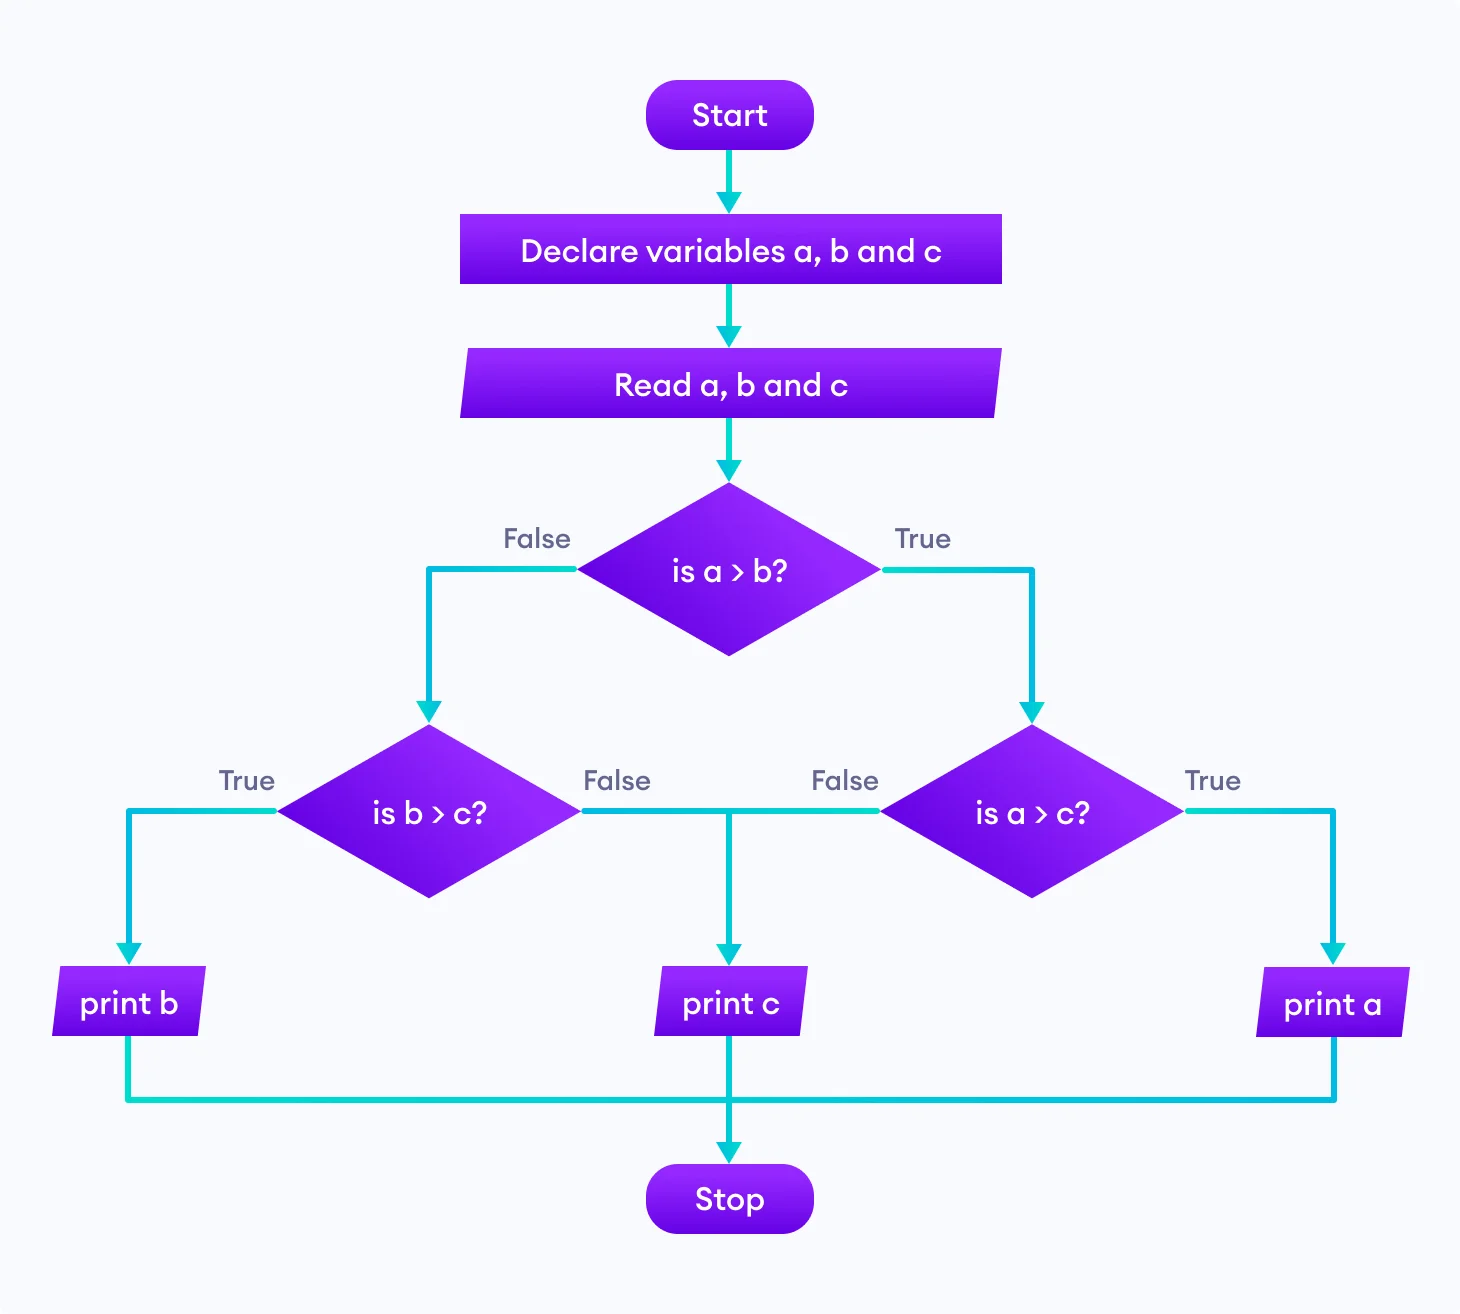 Start
Declare variables a, b and c
Read a, b and c
False
True
is a > b?
True
False
False
True
is b > c?
is a > c?
print b
print c
print a
Stop